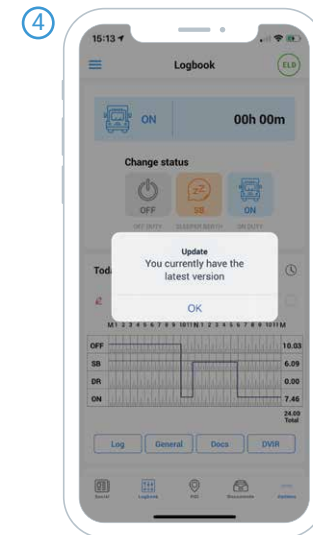 4
15:13
Logbook
ELD
ON
00h 00m
Change status
OFF
SB
ON
OFF DUTY
SLEEPER BERTH
ON DUTY
Update
You currently have the
latest version
OK
Toda
M 1 2 3 4 5 6 7 8 9 10 11 N 1 2 3 4 5 6 7 8 9 10 11 M
OFF 10.03
SB 6.09
DR 0.00
ON 7.46
24.00
Total
Log
General
Docs
DVIR
Social
Logbook
Documents